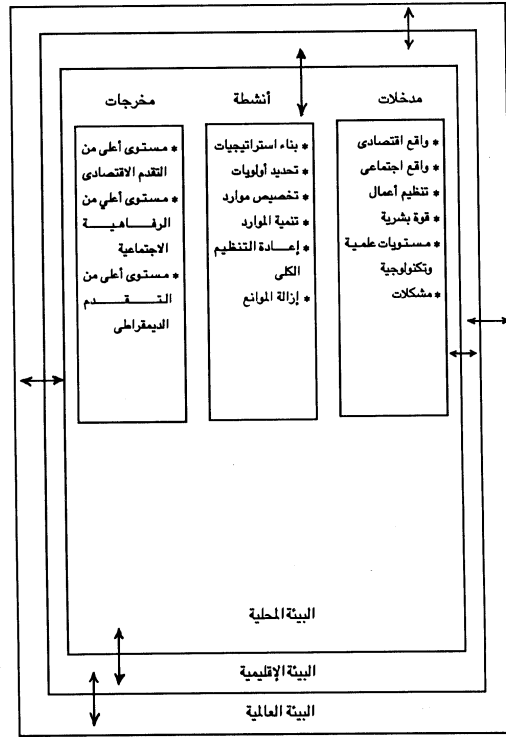 مدخلات
* واقع اقتصادى
* واقع اجتماعى
* تنظيم أعمال
* قوة بشرية
* مستويات علمية
وتكنولوجية
* مشكلات
أنشطة
* بناء استراتيجيات
* تحديد أولويات
* تخصيص موارد
* تنمية الموارد
* إعادة التنظيم
الكلى
* إزالة الموانع
مخرجات
* مستوى أعلى من
التقدم الاقتصادى
* مستوى أعلي من
الرفاهية
الاجتماعية
* مستوى أعلى من
التقدم
الديمقراطى
البيئة المحلية
البيئة الإقليمية
البيئة العالمية